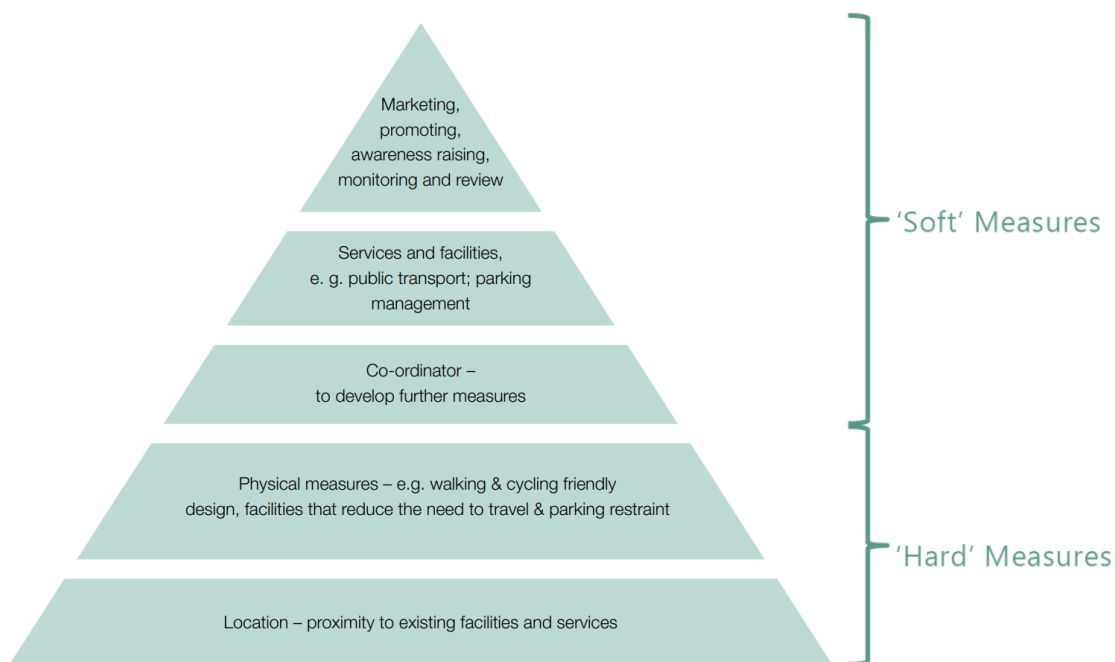 Marketing,
promoting,
awareness raising,
monitoring and review
Services and facilities,
e. g. public transport; parking
management
Co-ordinator –
to develop further measures
Physical measures – e.g. walking & cycling friendly
design, facilities that reduce the need to travel & parking restraint
Location – proximity to existing facilities and services
‘Soft’ Measures
‘Hard’ Measures